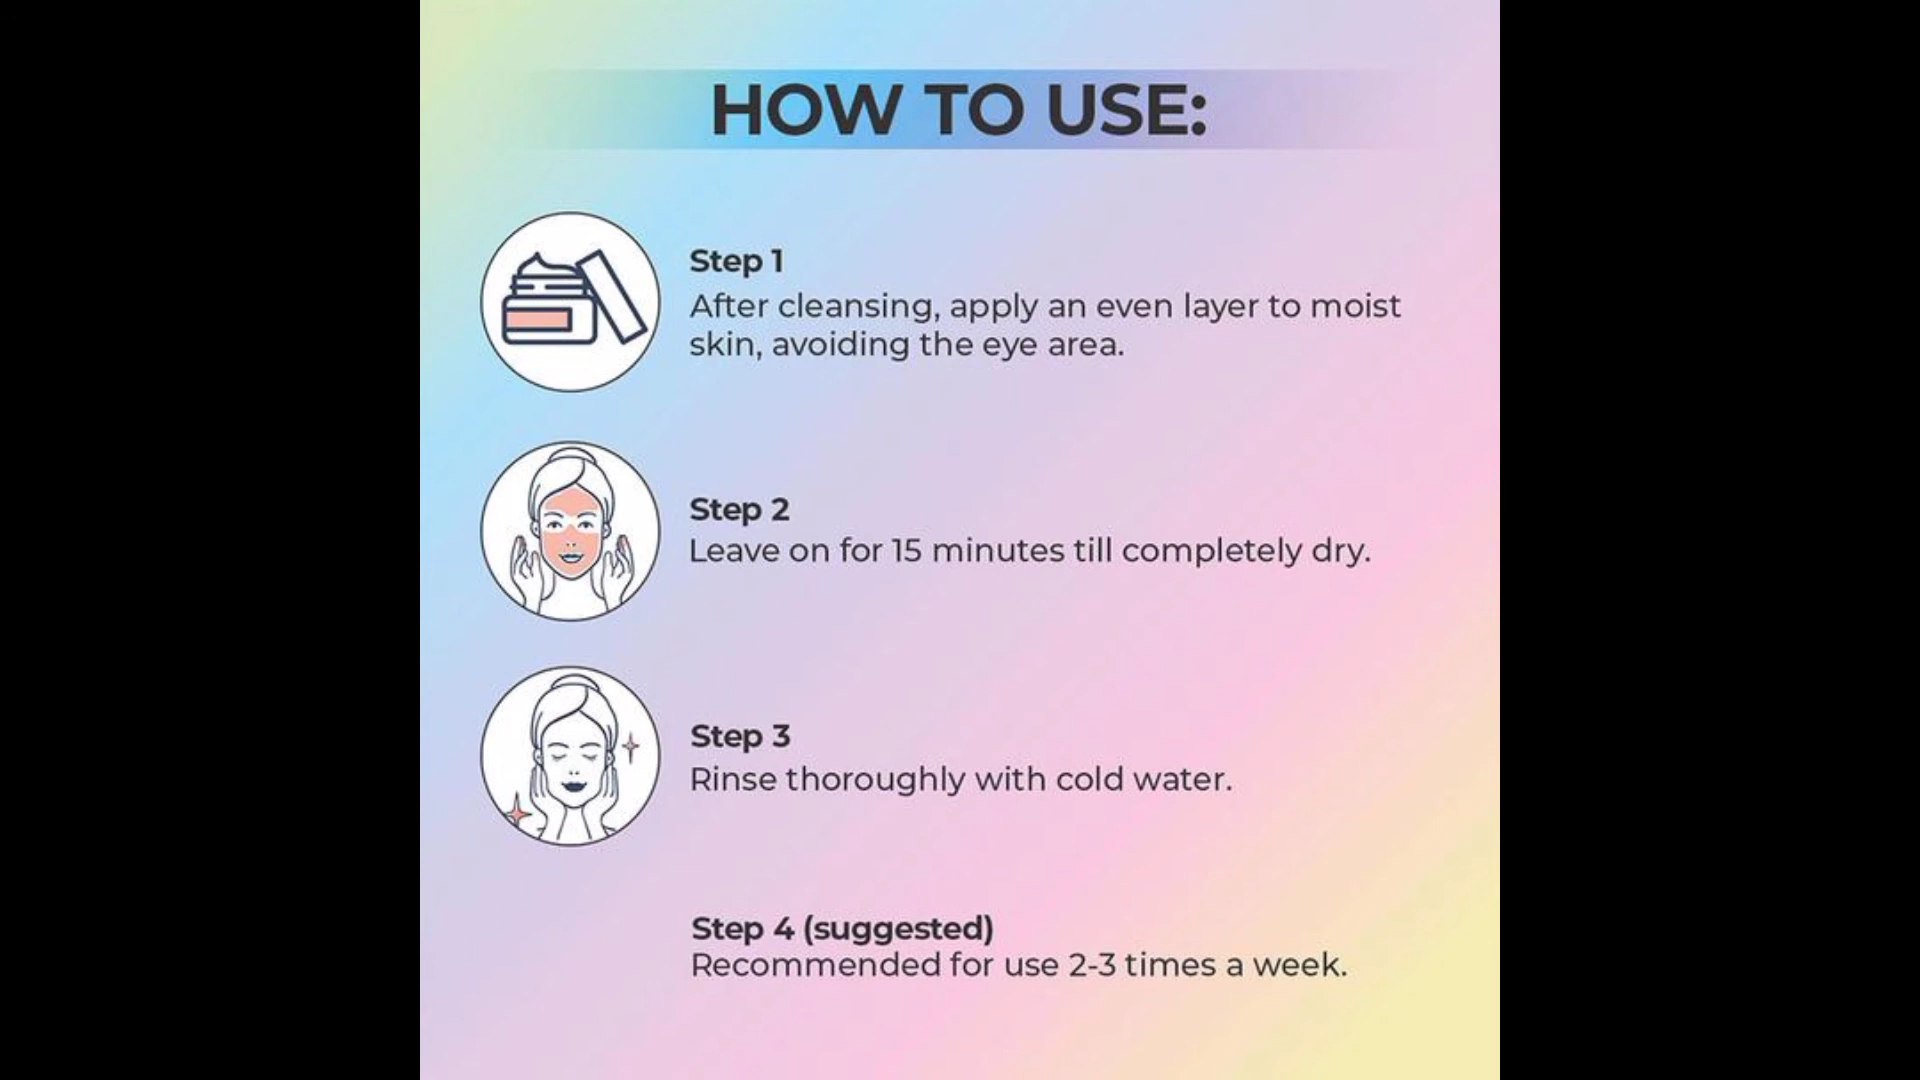 HOW TO USE:
Step 1
After cleansing, apply an even layer to moist
skin, avoiding the eye area.
Step 2
Leave on for 15 minutes till completely dry.
Step 3
Rinse thoroughly with cold water.
Step 4 (suggested)
Recommended for use 2-3 times a week.